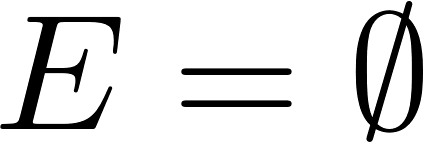 E = ∅